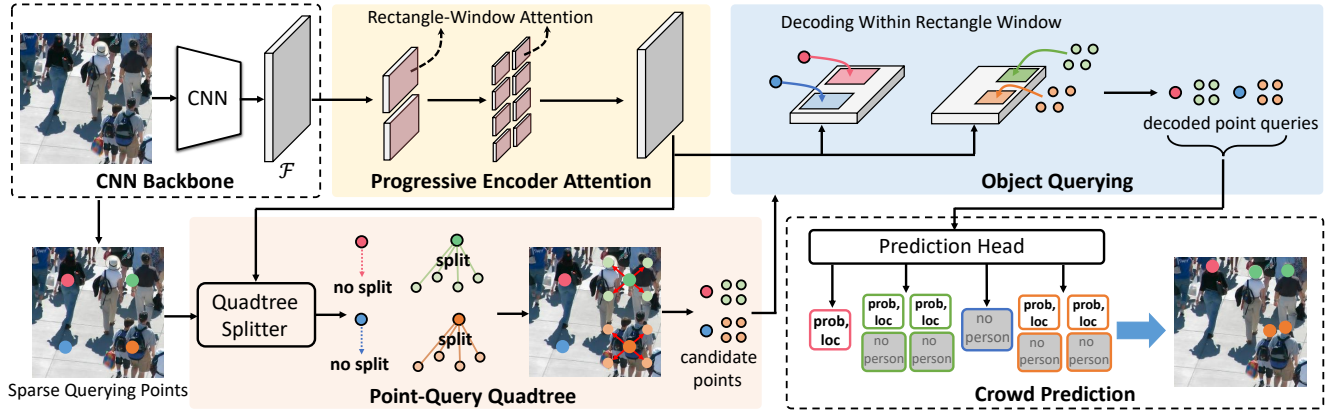 Rectangle-Window Attention
Decoding Within Rectangle Window
CNN
ℱ
CNN Backbone
Progressive Encoder Attention
decoded point queries
Object Querying
Sparse Querying Points
Quadtree
Splitter
no split
split
no split
split
candidate
points
Point-Query Quadtree
Prediction Head
prob,
loc
prob,
loc
no
person
prob,
loc
no
person
no
person
prob,
loc
no
person
prob,
loc
no
person
Crowd Prediction